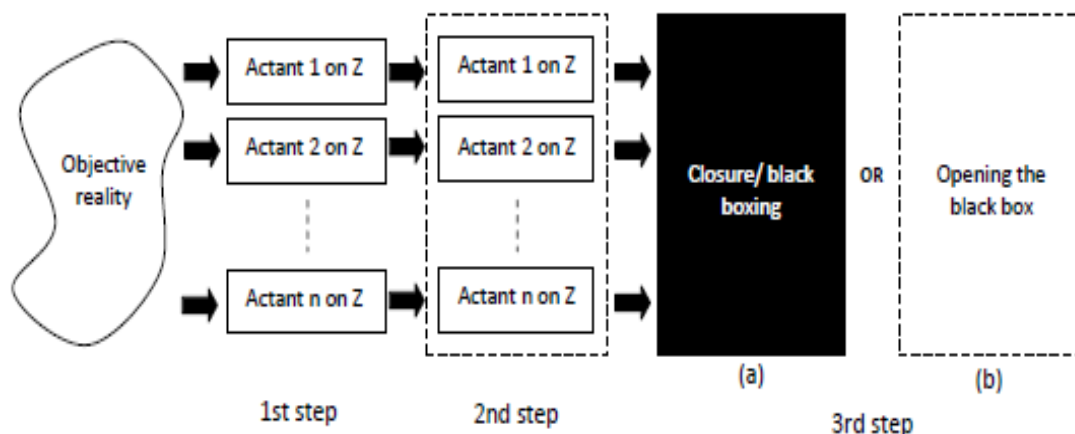 Objective
reality
Actant 1 on Z
Actant 2 on Z
Actant n on Z
1st step
Actant 1 on Z
Actant 2 on Z
Actant n on Z
2nd step
Closure/ black
boxing
(a)
OR
Opening the
black box
(b)
3rd step